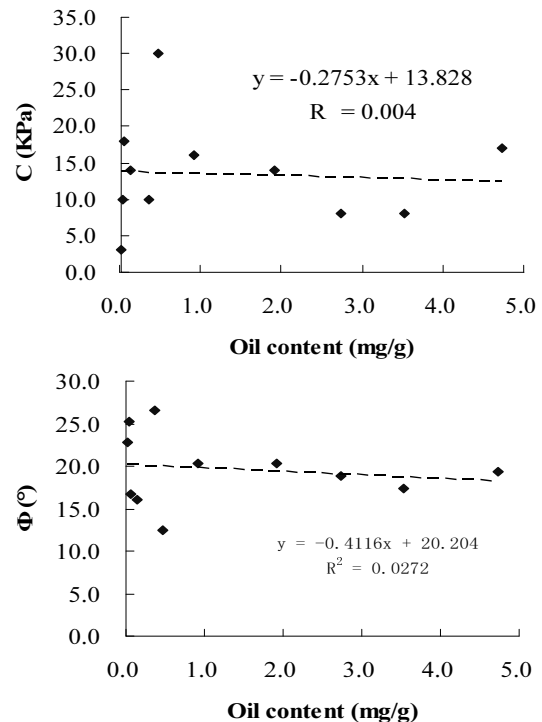 35.0
30.0
25.0
20.0
15.0
10.0
5.0
0.0
C (KPa)
y = -0.2753x + 13.828
R = 0.004
0.0 1.0 2.0 3.0 4.0 5.0
Oil content (mg/g)
30.0
25.0
20.0
15.0
10.0
5.0
0.0
Φ (°)
y = -0.4116x + 20.204
R² = 0.0272
0.0 1.0 2.0 3.0 4.0 5.0
Oil content (mg/g)